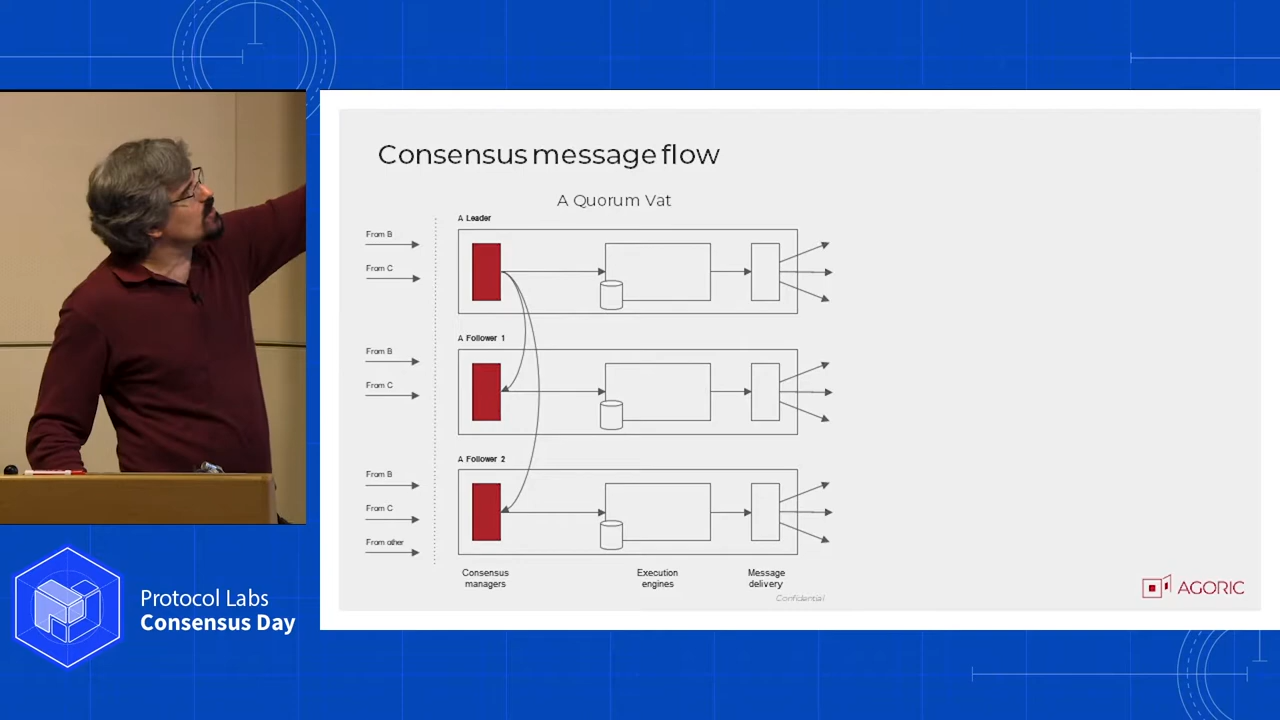 Consensus message flow
A Quorum Vat
A Leader
From B
From C
A Follower 1
From B
From C
A Follower 2
From B
From C
From other
Consensus
managers
Execution
engines
Message
delivery
Confidential
AGORIC
Protocol Labs
Consensus Day